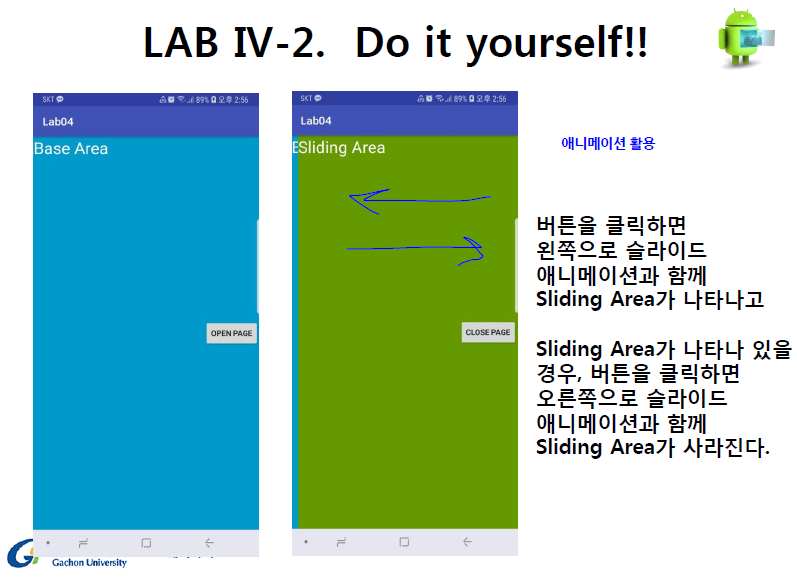 LAB IV-2. Do it yourself!!
SKT 89% 오후 2:56
Lab04
Base Area
OPEN PAGE
SKT 89% 오후 2:56
Lab04
Sliding Area
CLOSE PAGE
애니메이션 활용
버튼을 클릭하면
왼쪽으로 슬라이드
애니메이션과 함께
Sliding Area가 나타나고
Sliding Area가 나타나 있을
경우, 버튼을 클릭하면
오른쪽으로 슬라이드
애니메이션과 함께
Sliding Area가 사라진다.
Gachon University